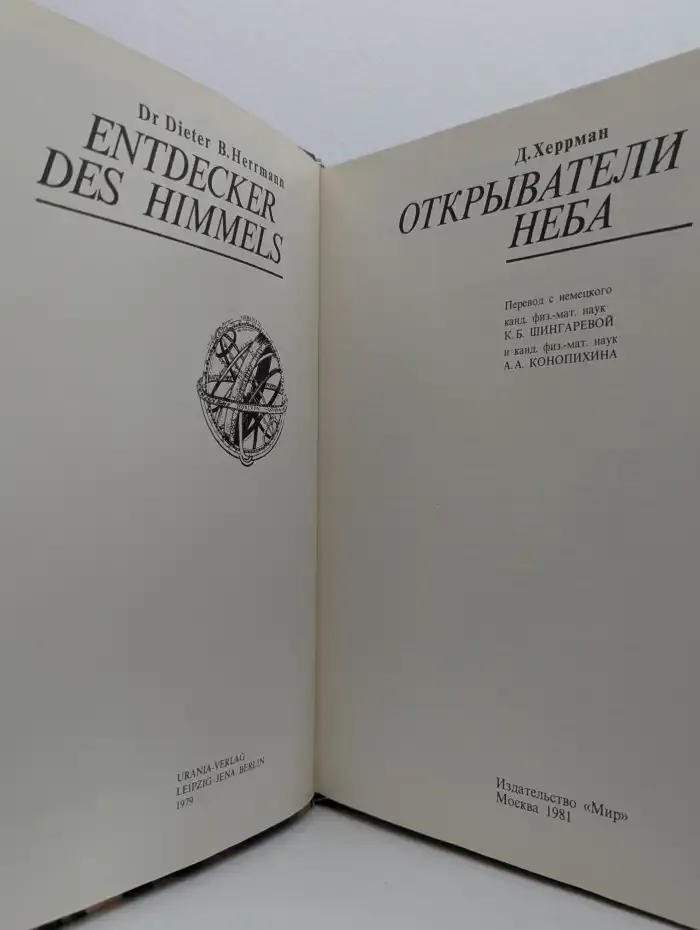 Dr Dieter B. Herrmann
ENTDECKER
DES HIMMELS
URANIA-VERLAG
LEIPZIG JENA BERLIN
1979
Д. Херрман
ОТКРЫВАТЕЛИ
НЕБА
Перевод с немецкого
канд. физ.-мат. наук
К. Б. ШИНГАРЕВОЙ
и канд. физ.-мат. наук
А. А. КОНОПИХИНА
Издательство «Мир»
Москва 1981